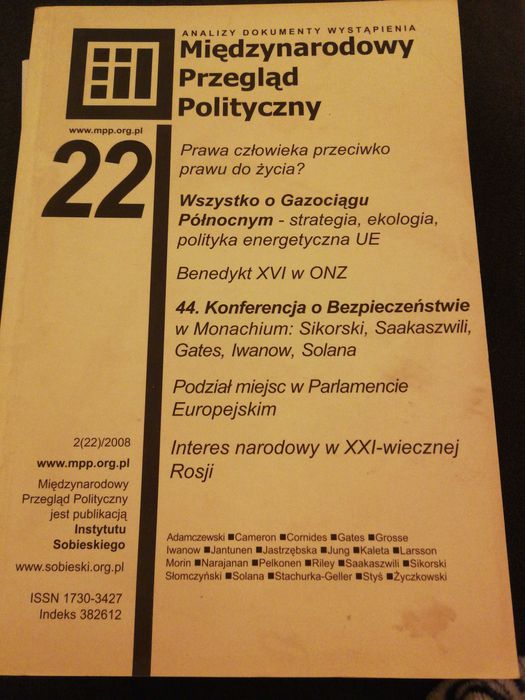 ANALIZY DOKUMENTY WYSTĄPIENIA
Międzynarodowy
Przegląd
Polityczny
www.mpp.org.pl
22
Prawa człowieka przeciwko
prawu do życia?
Wszystko o Gazociągu
Północnym - strategia, ekologia,
polityka energetyczna UE
Benedykt XVI w ONZ
44. Konferencja o Bezpieczeństwie
w Monachium: Sikorski, Saakaszwili,
Gates, Iwanow, Solana
Podział miejsc w Parlamencie
Europejskim
Interes narodowy w XXI-wiecznej
Rosji
2(22)/2008
www.mpp.org.pl
Międzynarodowy
Przegląd Polityczny
jest publikacją
Instytutu
Sobieskiego
www.sobieski.org.pl
ISSN 1730-3427
Indeks 382612
Adamczewski ■Cameron ■Cornides ■Gates ■Grosse
Iwanow ■Jantunen ■Jastrzębska ■Jung ■Kaleta ■Larsson
Morin ■Narajanan ■Pelkonen ■Riley ■Saakaszwili ■Sikorski
Słomczyński ■Solana ■Stachurka-Geller ■Styś ■Życzkowski